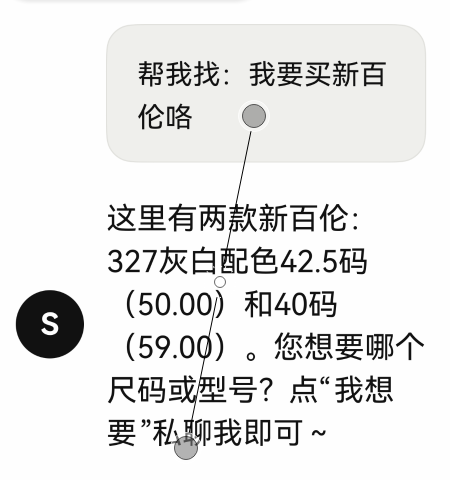 帮我找：我要买新百
伦咯
这里有两款新百伦：
327灰白配色42.5码
（50.00）和40码
（59.00）。您想要哪个
S
尺码或型号？点“我想
要”私聊我即可~